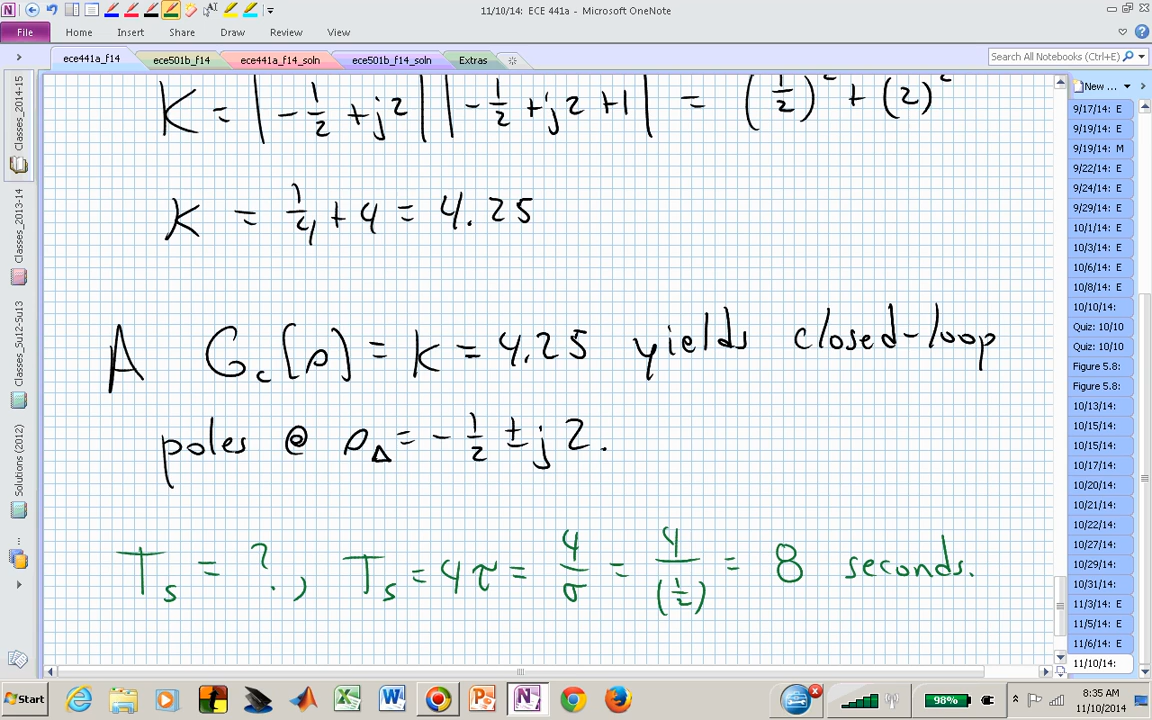 11/10/14: ECE 441a - Microsoft OneNote
File Home Insert Share Draw Review View
ece441a_f14 ece501b_f14 ece441a_f14_soln ece501b_f14_soln Extras
Search All Notebooks (Ctrl+E)
Classes_2014-15
Classes_2013-14
Classes_Su12-Su13
Solutions (2012)
K = |-1/2 + j2| |-1/2 + j2 + 1| = (1/2)² + (2)²
K = 1/4 + 4 = 4.25
A Gc(s) = K = 4.25 yields closed-loop
poles @ sΔ = -1/2 ± j2.
Ts = ?, Ts = 4τ = 4/σ = 4/(1/2) = 8 seconds.
New ...
9/17/14: E
9/19/14: E
9/19/14: M
9/22/14: E
9/24/14: E
9/29/14: E
10/1/14: E
10/3/14: E
10/6/14: E
10/8/14: E
10/10/14:
Quiz: 10/10
Quiz: 10/10
Figure 5.8:
Figure 5.8:
10/13/14:
10/15/14:
10/15/14:
10/17/14:
10/20/14:
10/21/14:
10/22/14:
10/27/14:
10/29/14:
10/31/14:
11/3/14: E
11/5/14: E
11/6/14: E
11/10/14:
Start
98%
8:35 AM
11/10/2014